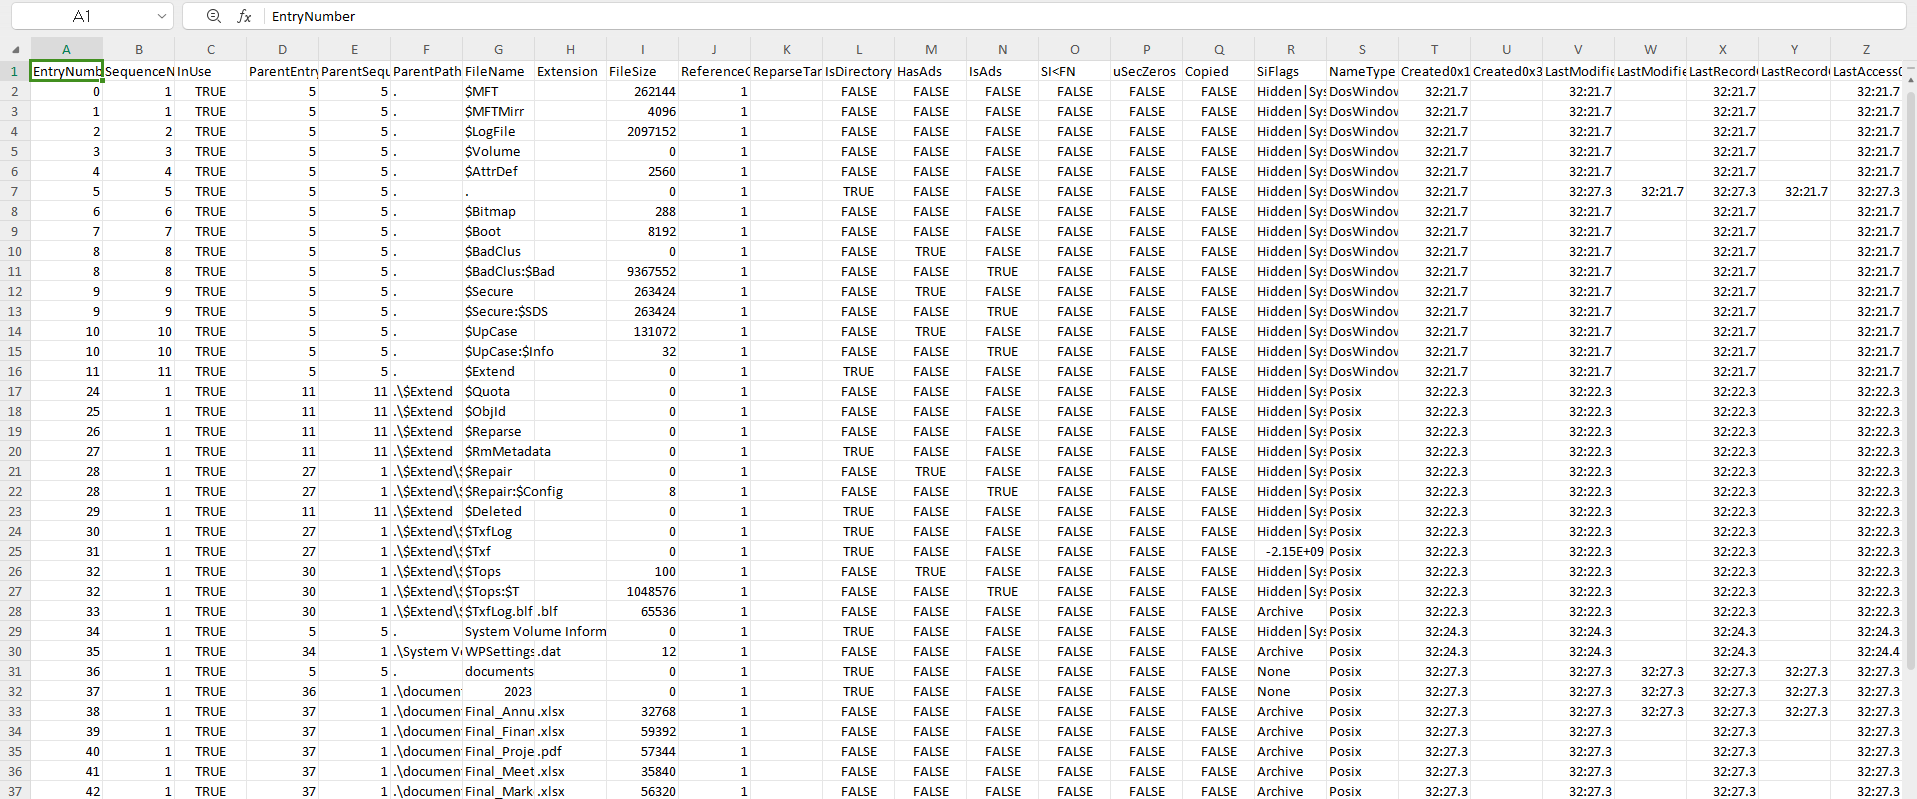 A1 fx EntryNumber
A B C D E F G H I J K L M N O P Q R S T U V W X Y Z
1 EntryNumb SequenceN InUse ParentEntry ParentSequ ParentPath FileName Extension FileSize ReferenceC ReparseTar IsDirectory HasAds IsAds SI<FN uSecZeros Copied SiFlags NameType Created0x1 Created0x3 LastModifie LastModifie LastRecord LastRecord LastAccess0
2 0 1 TRUE 5 5 . $MFT 262144 1 FALSE FALSE FALSE FALSE FALSE FALSE Hidden|Sys DosWindow 32:21.7 32:21.7 32:21.7 32:21.7
3 1 1 TRUE 5 5 . $MFTMirr 4096 1 FALSE FALSE FALSE FALSE FALSE FALSE Hidden|Sys DosWindow 32:21.7 32:21.7 32:21.7 32:21.7
4 2 2 TRUE 5 5 . $LogFile 2097152 1 FALSE FALSE FALSE FALSE FALSE FALSE Hidden|Sys DosWindow 32:21.7 32:21.7 32:21.7 32:21.7
5 3 3 TRUE 5 5 . $Volume 0 1 FALSE FALSE FALSE FALSE FALSE FALSE Hidden|Sys DosWindow 32:21.7 32:21.7 32:21.7 32:21.7
6 4 4 TRUE 5 5 . $AttrDef 2560 1 FALSE FALSE FALSE FALSE FALSE FALSE Hidden|Sys DosWindow 32:21.7 32:21.7 32:21.7 32:21.7
7 5 5 TRUE 5 5 . . 0 1 TRUE FALSE FALSE FALSE FALSE FALSE Hidden|Sys DosWindow 32:21.7 32:27.3 32:21.7 32:27.3 32:21.7 32:27.3
8 6 6 TRUE 5 5 . $Bitmap 288 1 FALSE FALSE FALSE FALSE FALSE FALSE Hidden|Sys DosWindow 32:21.7 32:21.7 32:21.7 32:21.7
9 7 7 TRUE 5 5 . $Boot 8192 1 FALSE FALSE FALSE FALSE FALSE FALSE Hidden|Sys DosWindow 32:21.7 32:21.7 32:21.7 32:21.7
10 8 8 TRUE 5 5 . $BadClus 0 1 FALSE TRUE FALSE FALSE FALSE FALSE Hidden|Sys DosWindow 32:21.7 32:21.7 32:21.7 32:21.7
11 8 8 TRUE 5 5 . $BadClus:$Bad 9367552 1 FALSE FALSE TRUE FALSE FALSE FALSE Hidden|Sys DosWindow 32:21.7 32:21.7 32:21.7 32:21.7
12 9 9 TRUE 5 5 . $Secure 263424 1 FALSE TRUE FALSE FALSE FALSE FALSE Hidden|Sys DosWindow 32:21.7 32:21.7 32:21.7 32:21.7
13 9 9 TRUE 5 5 . $Secure:$SDS 263424 1 FALSE FALSE TRUE FALSE FALSE FALSE Hidden|Sys DosWindow 32:21.7 32:21.7 32:21.7 32:21.7
14 10 10 TRUE 5 5 . $UpCase 131072 1 FALSE TRUE FALSE FALSE FALSE FALSE Hidden|Sys DosWindow 32:21.7 32:21.7 32:21.7 32:21.7
15 10 10 TRUE 5 5 . $UpCase:$Info 32 1 FALSE FALSE TRUE FALSE FALSE FALSE Hidden|Sys DosWindow 32:21.7 32:21.7 32:21.7 32:21.7
16 11 11 TRUE 5 5 . $Extend 0 1 TRUE FALSE FALSE FALSE FALSE FALSE Hidden|Sys DosWindow 32:21.7 32:21.7 32:21.7 32:21.7
17 24 1 TRUE 11 11 .\$Extend $Quota 0 1 FALSE FALSE FALSE FALSE FALSE FALSE Hidden|Sys Posix 32:22.3 32:22.3 32:22.3 32:22.3
18 25 1 TRUE 11 11 .\$Extend $ObjId 0 1 FALSE FALSE FALSE FALSE FALSE FALSE Hidden|Sys Posix 32:22.3 32:22.3 32:22.3 32:22.3
19 26 1 TRUE 11 11 .\$Extend $Reparse 0 1 FALSE FALSE FALSE FALSE FALSE FALSE Hidden|Sys Posix 32:22.3 32:22.3 32:22.3 32:22.3
20 27 1 TRUE 11 11 .\$Extend $RmMetadata 0 1 TRUE FALSE FALSE FALSE FALSE FALSE Hidden|Sys Posix 32:22.3 32:22.3 32:22.3 32:22.3
21 28 1 TRUE 27 1 .\$Extend\$ $Repair 0 1 FALSE TRUE FALSE FALSE FALSE FALSE Hidden|Sys Posix 32:22.3 32:22.3 32:22.3 32:22.3
22 28 1 TRUE 27 1 .\$Extend\$ $Repair:$Config 8 1 FALSE FALSE TRUE FALSE FALSE FALSE Hidden|Sys Posix 32:22.3 32:22.3 32:22.3 32:22.3
23 29 1 TRUE 11 11 .\$Extend $Deleted 0 1 TRUE FALSE FALSE FALSE FALSE FALSE Hidden|Sys Posix 32:22.3 32:22.3 32:22.3 32:22.3
24 30 1 TRUE 27 1 .\$Extend\$ $TxfLog 0 1 TRUE FALSE FALSE FALSE FALSE FALSE Hidden|Sys Posix 32:22.3 32:22.3 32:22.3 32:22.3
25 31 1 TRUE 27 1 .\$Extend\$ $Txf 0 1 TRUE FALSE FALSE FALSE FALSE FALSE -2.15E+09 Posix 32:22.3 32:22.3 32:22.3 32:22.3
26 32 1 TRUE 30 1 .\$Extend\$ $Tops 100 1 FALSE TRUE FALSE FALSE FALSE FALSE Hidden|Sys Posix 32:22.3 32:22.3 32:22.3 32:22.3
27 32 1 TRUE 30 1 .\$Extend\$ $Tops:$T 1048576 1 FALSE FALSE TRUE FALSE FALSE FALSE Hidden|Sys Posix 32:22.3 32:22.3 32:22.3 32:22.3
28 33 1 TRUE 30 1 .\$Extend\$ $TxfLog.blf .blf 65536 1 FALSE FALSE FALSE FALSE FALSE FALSE Archive Posix 32:22.3 32:22.3 32:22.3 32:22.3
29 34 1 TRUE 5 5 . System Volume Inform 0 1 TRUE FALSE FALSE FALSE FALSE FALSE Hidden|Sys Posix 32:24.3 32:24.3 32:24.3 32:24.3
30 35 1 TRUE 34 1 .\System Vo WPSettings .dat 12 1 FALSE FALSE FALSE FALSE FALSE FALSE Archive Posix 32:24.3 32:24.3 32:24.3 32:24.4
31 36 1 TRUE 5 5 . documents 0 1 TRUE FALSE FALSE FALSE FALSE FALSE None Posix 32:27.3 32:27.3 32:27.3 32:27.3 32:27.3 32:27.3
32 37 1 TRUE 36 1 .\documen 2023 0 1 TRUE FALSE FALSE FALSE FALSE FALSE None Posix 32:27.3 32:27.3 32:27.3 32:27.3 32:27.3 32:27.3
33 38 1 TRUE 37 1 .\documen Final_Annu .xlsx 32768 1 FALSE FALSE FALSE FALSE FALSE FALSE Archive Posix 32:27.3 32:27.3 32:27.3 32:27.3 32:27.3 32:27.3
34 39 1 TRUE 37 1 .\documen Final_Finan .xlsx 59392 1 FALSE FALSE FALSE FALSE FALSE FALSE Archive Posix 32:27.3 32:27.3 32:27.3 32:27.3
35 40 1 TRUE 37 1 .\documen Final_Proje .pdf 57344 1 FALSE FALSE FALSE FALSE FALSE FALSE Archive Posix 32:27.3 32:27.3 32:27.3 32:27.3
36 41 1 TRUE 37 1 .\documen Final_Meet .xlsx 35840 1 FALSE FALSE FALSE FALSE FALSE FALSE Archive Posix 32:27.3 32:27.3 32:27.3 32:27.3
37 42 1 TRUE 37 1 .\documen Final_Mark .xlsx 56320 1 FALSE FALSE FALSE FALSE FALSE FALSE Archive Posix 32:27.3 32:27.3 32:27.3 32:27.3